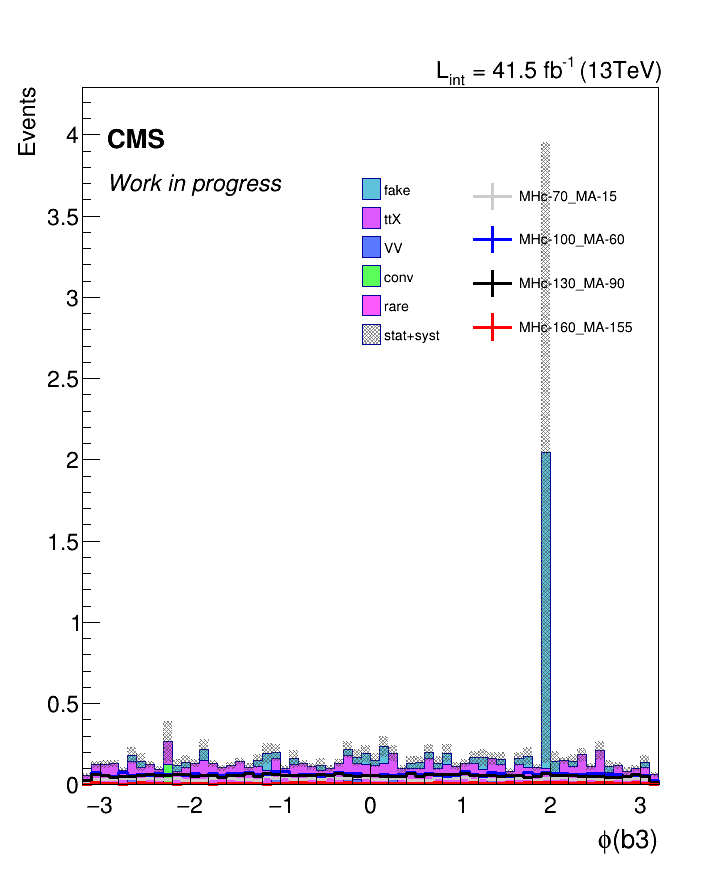 L_int = 41.5 fb^-1 (13TeV)
Events
CMS
Work in progress
fake
ttX
VV
conv
rare
stat+syst
MHc-70_MA-15
MHc-100_MA-60
MHc-130_MA-90
MHc-160_MA-155
4
3.5
3
2.5
2
1.5
1
0.5
0
−3 −2 −1 0 1 2 3
ϕ(b3)